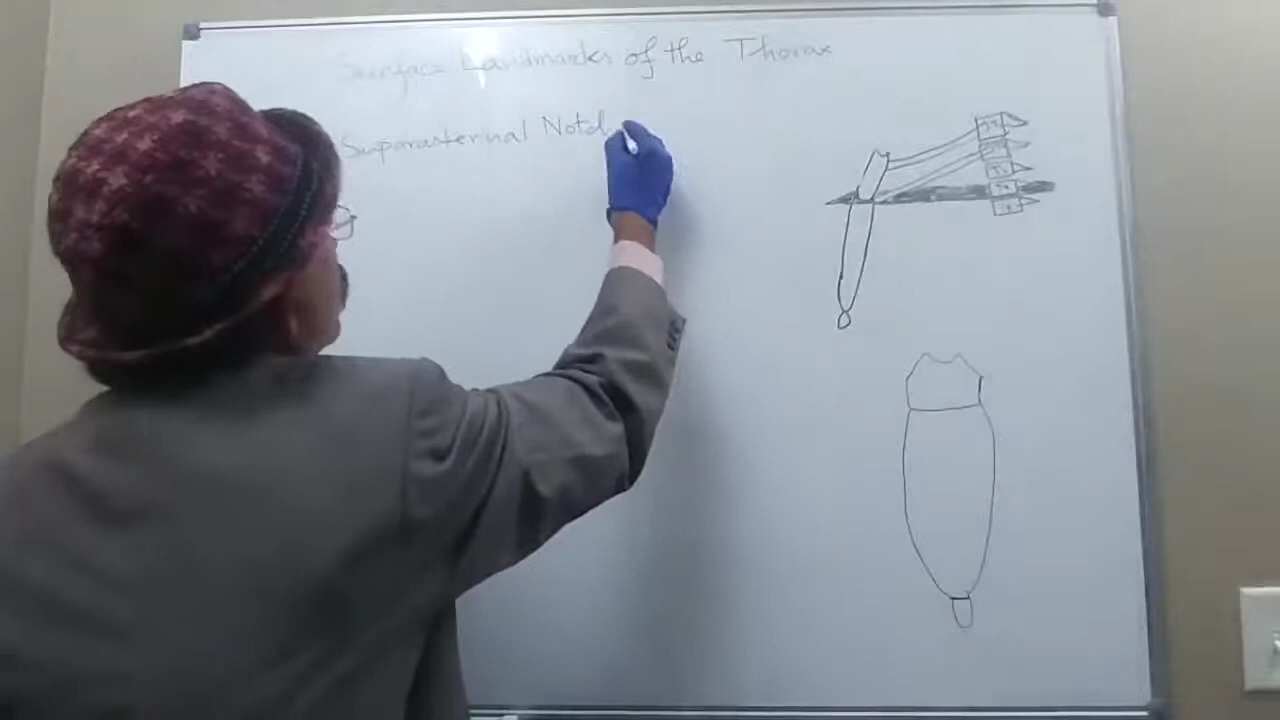 Surface Landmarks of the Thorax
Suprasternal Notch